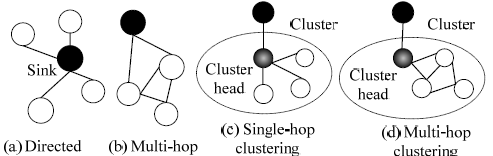 Sink
(a) Directed
(b) Multi-hop
Cluster
Cluster
head
(c) Single-hop
clustering
Cluster
Cluster
head
(d) Multi-hop
clustering